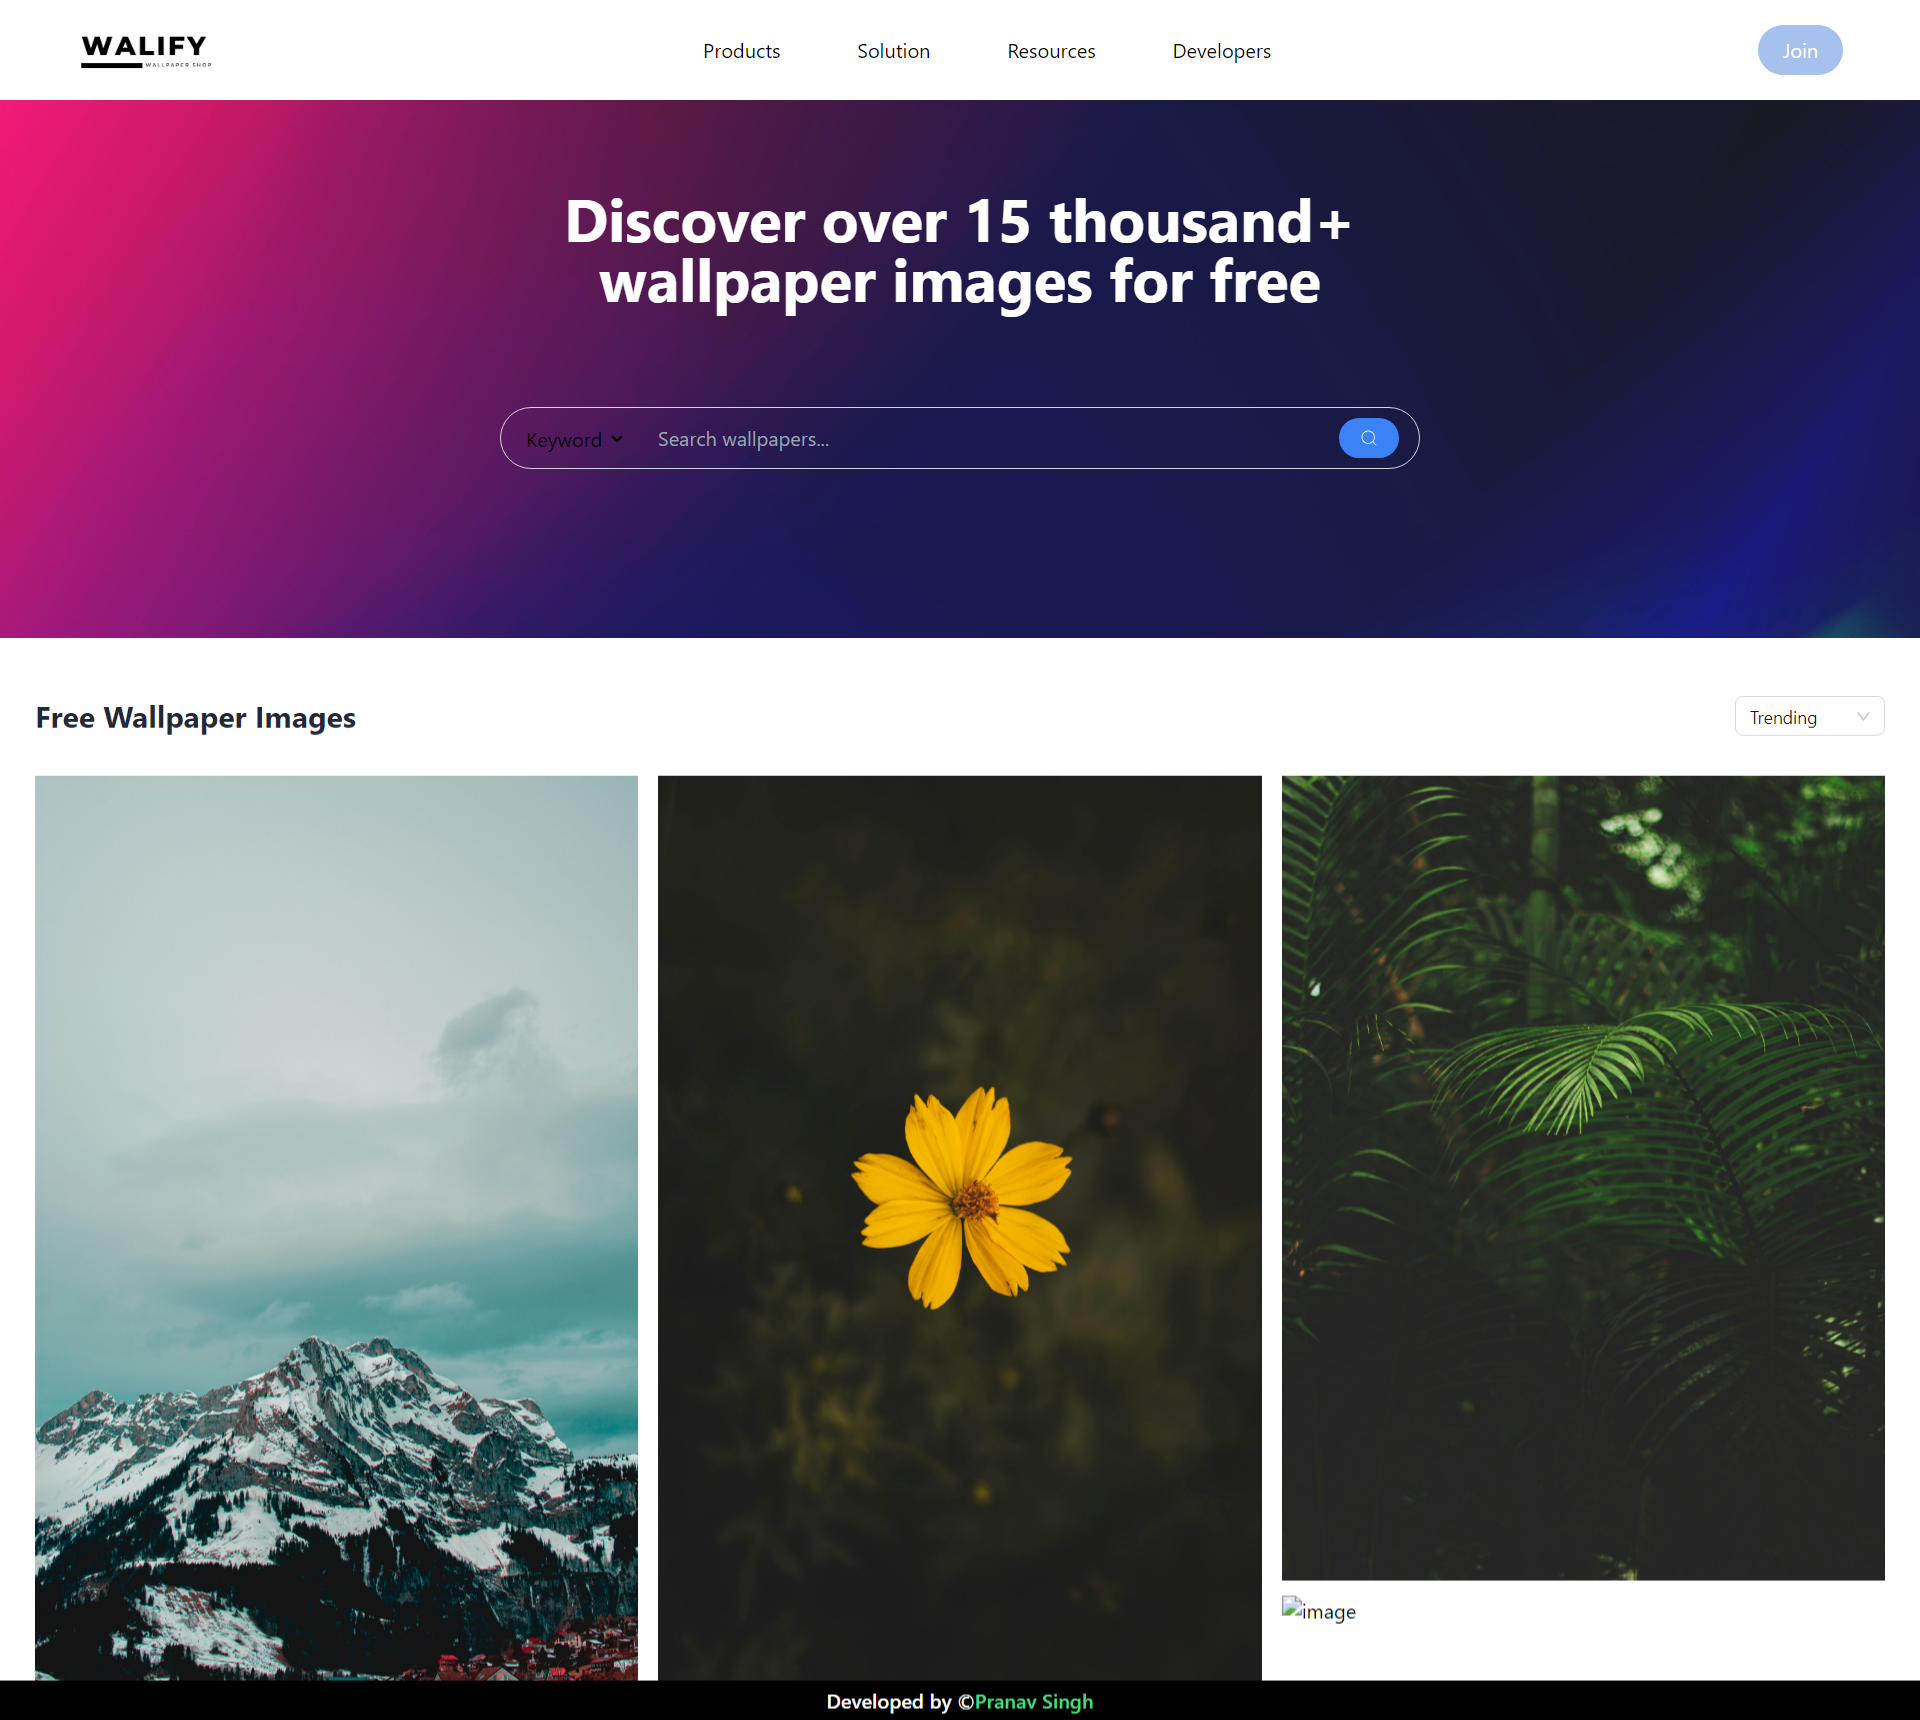 WALIFY
WALLPAPER SHOP
Products
Solution
Resources
Developers
Join
Discover over 15 thousand+
wallpaper images for free
Keyword
Search wallpapers...
Free Wallpaper Images
Trending
image
Developed by ©Pranav Singh